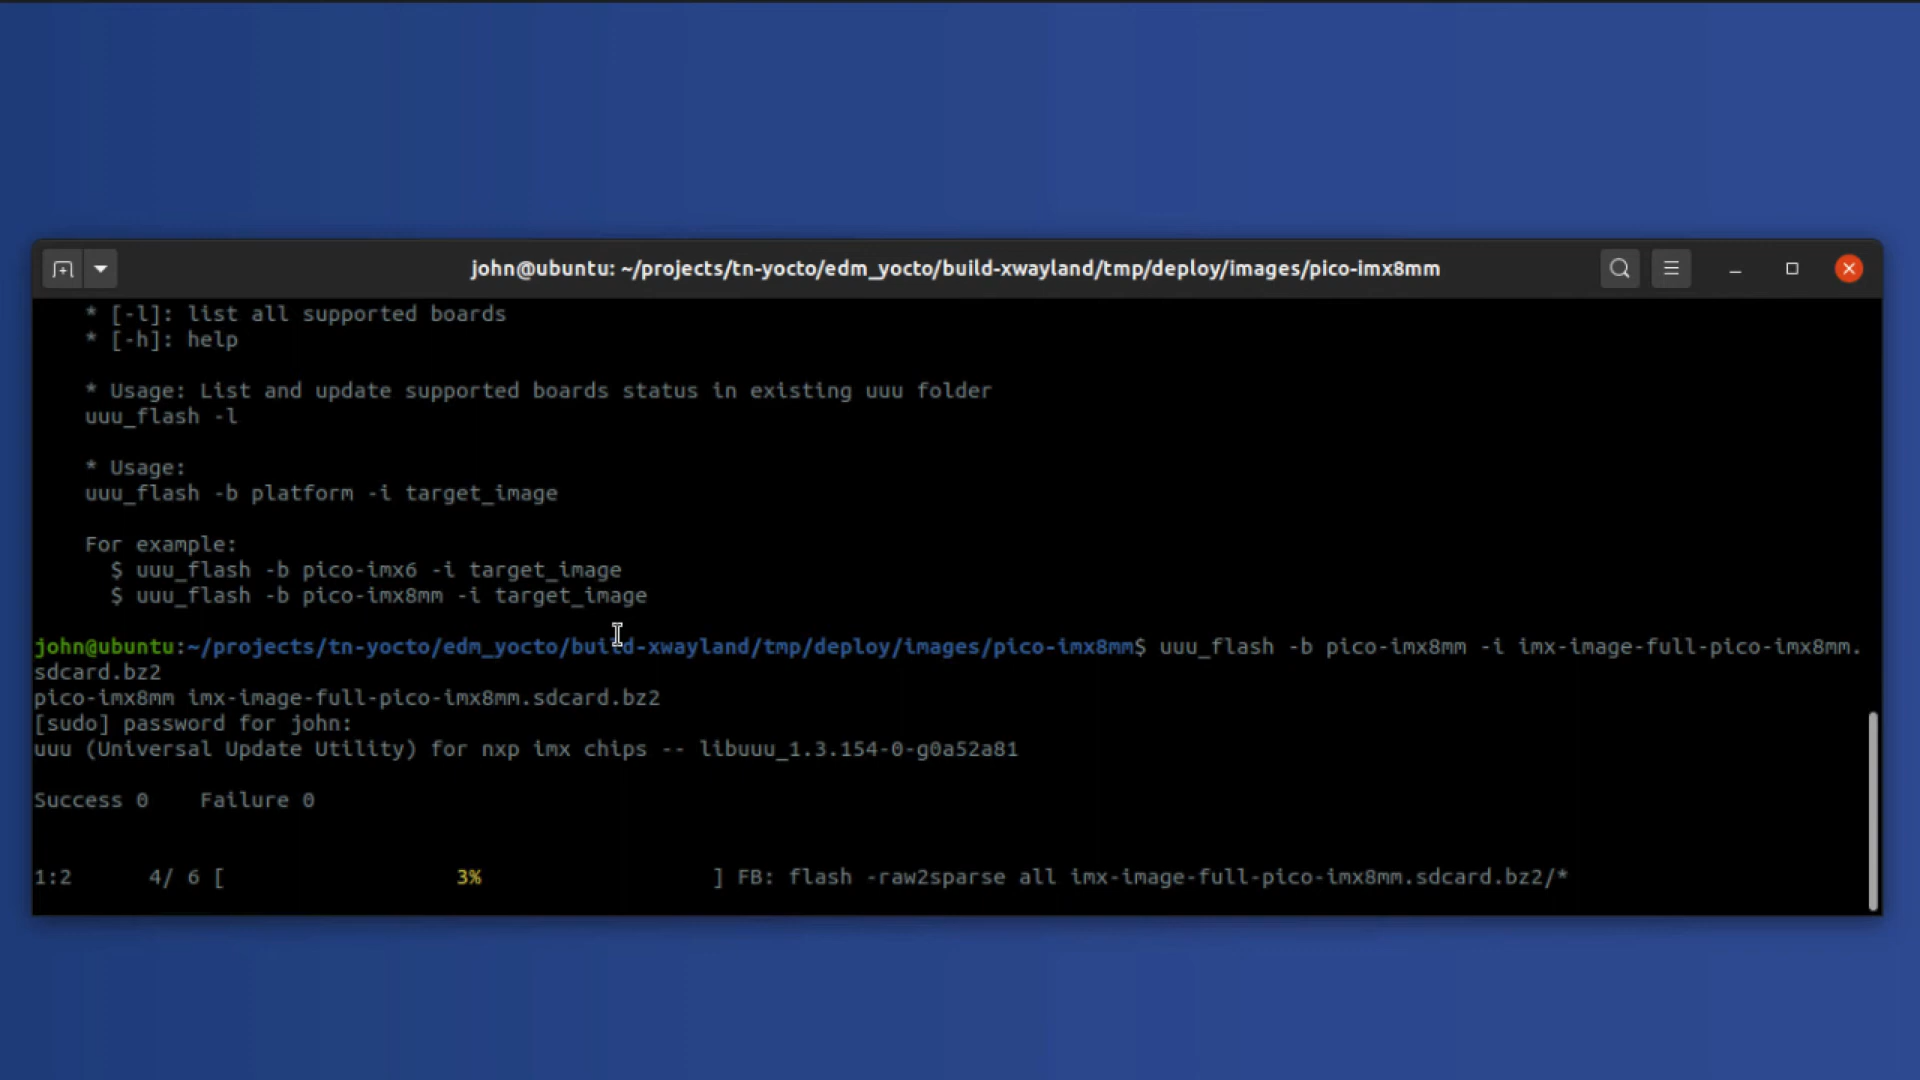 john@ubuntu: ~/projects/tn-yocto/edm_yocto/build-xwayland/tmp/deploy/images/pico-imx8mm
* [-l]: list all supported boards
* [-h]: help
* Usage: List and update supported boards status in existing uuu folder
uuu_flash -l
* Usage:
uuu_flash -b platform -i target_image
For example:
$ uuu_flash -b pico-imx6 -i target_image
$ uuu_flash -b pico-imx8mm -i target_image
john@ubuntu:~/projects/tn-yocto/edm_yocto/build-xwayland/tmp/deploy/images/pico-imx8mm$ uuu_flash -b pico-imx8mm -i imx-image-full-pico-imx8mm.
sdcard.bz2
pico-imx8mm imx-image-full-pico-imx8mm.sdcard.bz2
[sudo] password for john:
uuu (Universal Update Utility) for nxp imx chips -- libuuu_1.3.154-0-g0a52a81
Success 0    Failure 0
1:2      4/ 6 [                  3%                  ] FB: flash -raw2sparse all imx-image-full-pico-imx8mm.sdcard.bz2/*